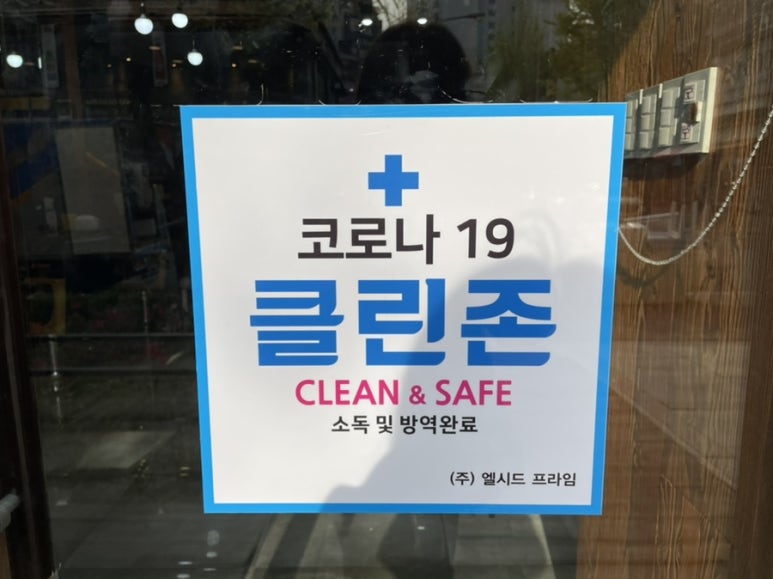 코로나 19
클린존
CLEAN & SAFE
소독 및 방역완료
(주) 엘시드 프라임